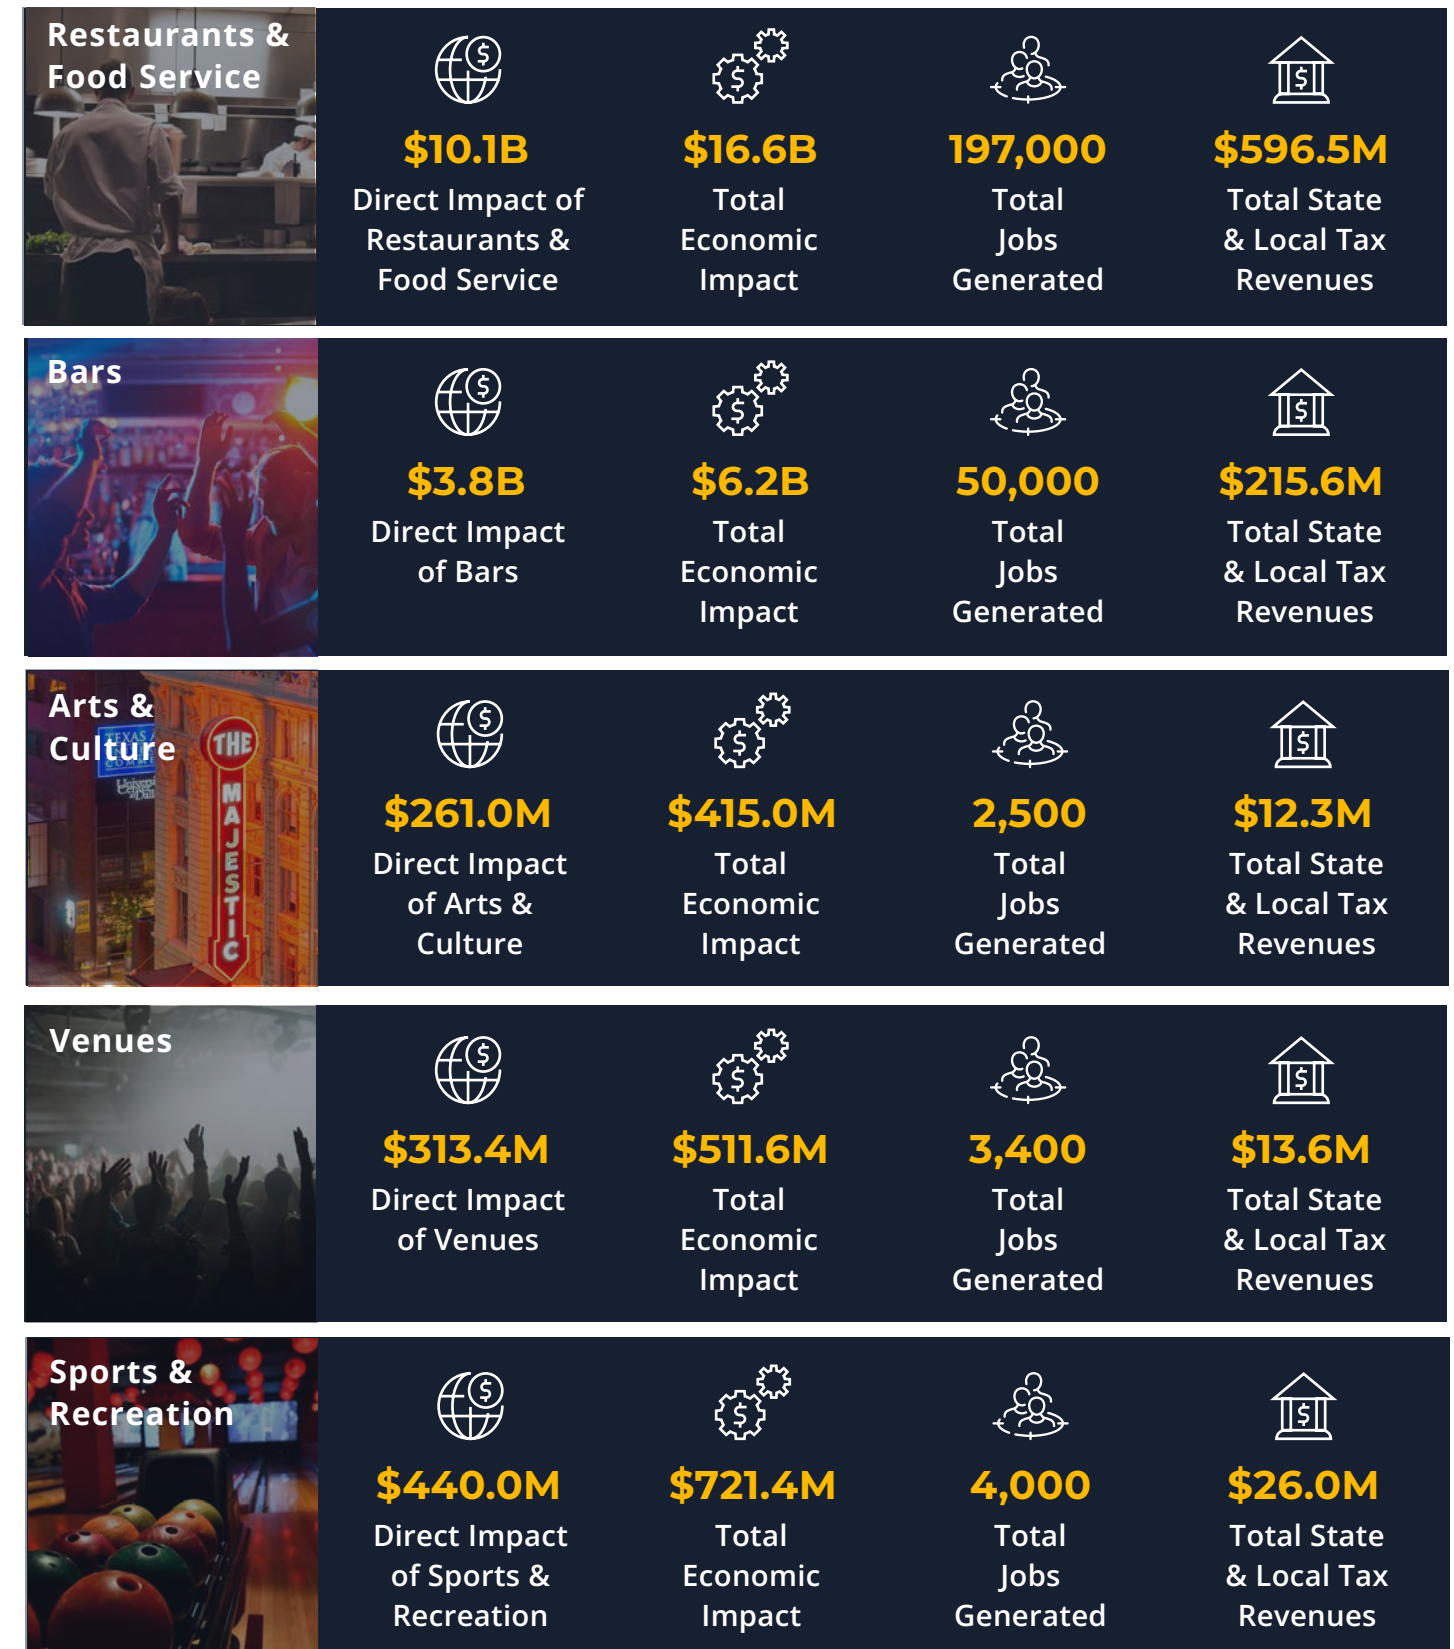 Restaurants &
Food Service
$10.1B
Direct Impact of
Restaurants &
Food Service
$16.6B
Total
Economic
Impact
197,000
Total
Jobs
Generated
$596.5M
Total State
& Local Tax
Revenues
Bars
$3.8B
Direct Impact
of Bars
$6.2B
Total
Economic
Impact
50,000
Total
Jobs
Generated
$215.6M
Total State
& Local Tax
Revenues
Arts &
Culture
TEXAS
THE
MAJESTIC
$261.0M
Direct Impact
of Arts &
Culture
$415.0M
Total
Economic
Impact
2,500
Total
Jobs
Generated
$12.3M
Total State
& Local Tax
Revenues
Venues
$313.4M
Direct Impact
of Venues
$511.6M
Total
Economic
Impact
3,400
Total
Jobs
Generated
$13.6M
Total State
& Local Tax
Revenues
Sports &
Recreation
$440.0M
Direct Impact
of Sports &
Recreation
$721.4M
Total
Economic
Impact
4,000
Total
Jobs
Generated
$26.0M
Total State
& Local Tax
Revenues